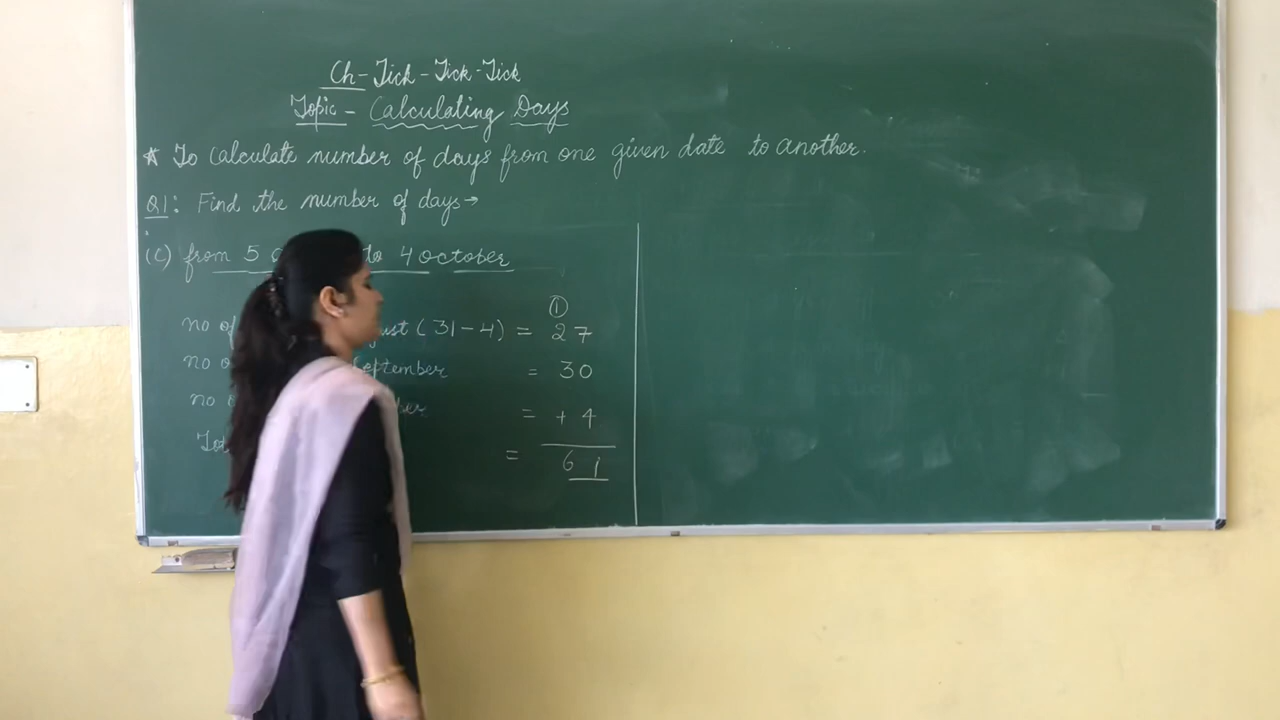 Ch-Tick-Tick-Tick
Topic - Calculating Days
* To calculate number of days from one given date to another.
Q1: Find the number of days→
(c) from 5 to 4 october
①
no (31-4) = 27
no September = 30
no = + 4
= 61